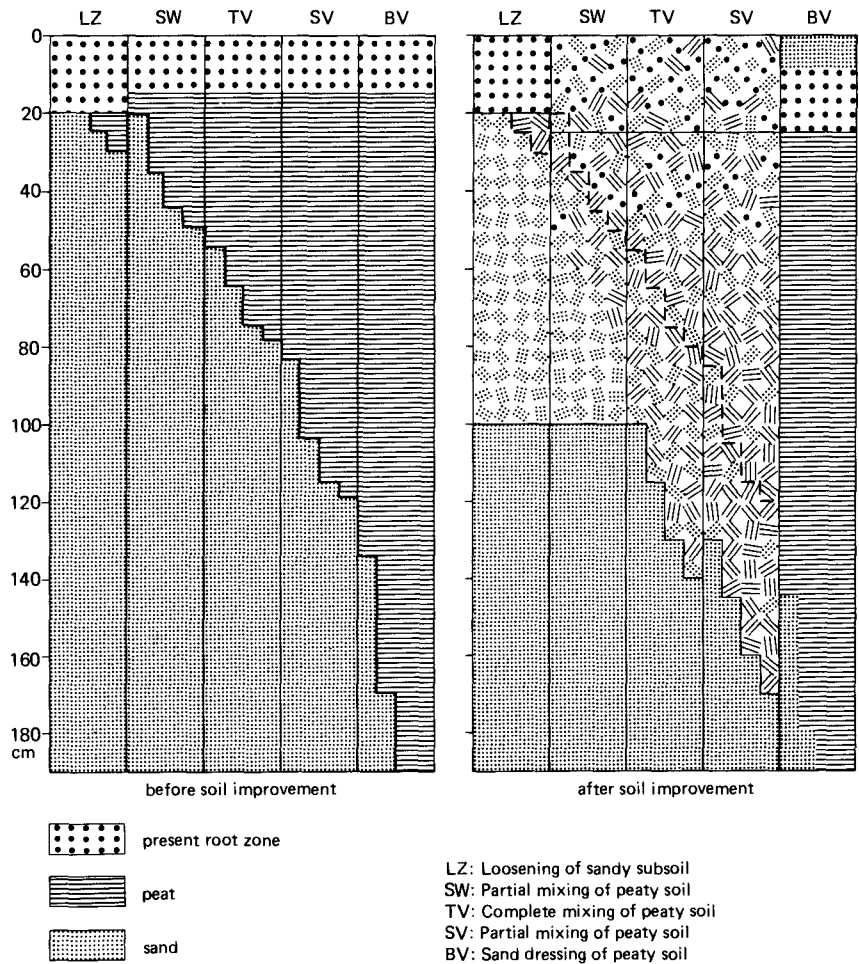 LZ SW TV SV BV
LZ SW TV SV BV
0
20
40
60
80
100
120
140
160
180
cm
before soil improvement
after soil improvement
present root zone
peat
sand
LZ: Loosening of sandy subsoil
SW: Partial mixing of peaty soil
TV: Complete mixing of peaty soil
SV: Partial mixing of peaty soil
BV: Sand dressing of peaty soil